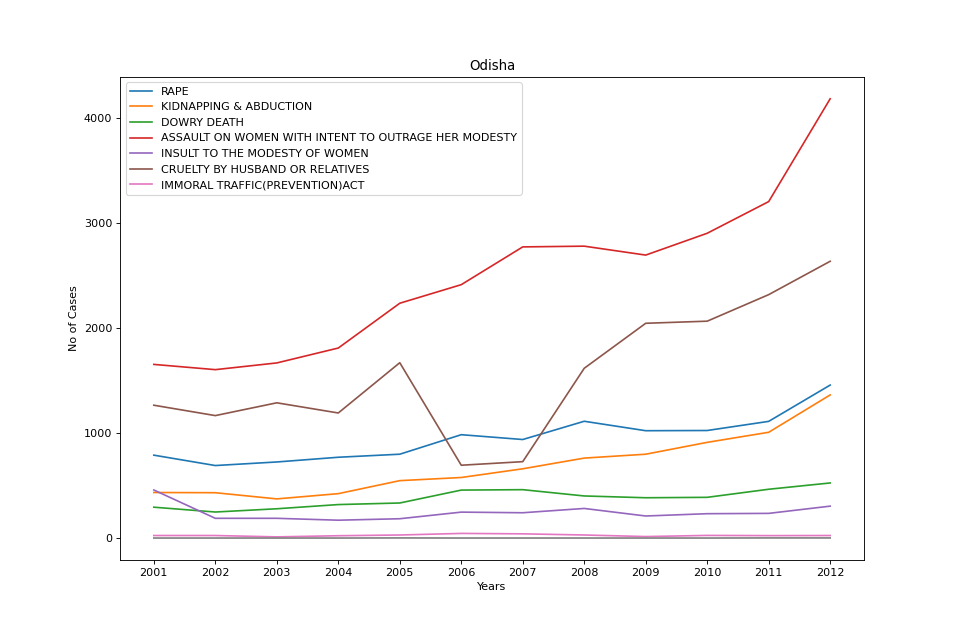 Odisha
RAPE
KIDNAPPING & ABDUCTION
DOWRY DEATH
ASSAULT ON WOMEN WITH INTENT TO OUTRAGE HER MODESTY
INSULT TO THE MODESTY OF WOMEN
CRUELTY BY HUSBAND OR RELATIVES
IMMORAL TRAFFIC(PREVENTION)ACT
4000
3000
2000
1000
0
No of Cases
2001 2002 2003 2004 2005 2006 2007 2008 2009 2010 2011 2012
Years